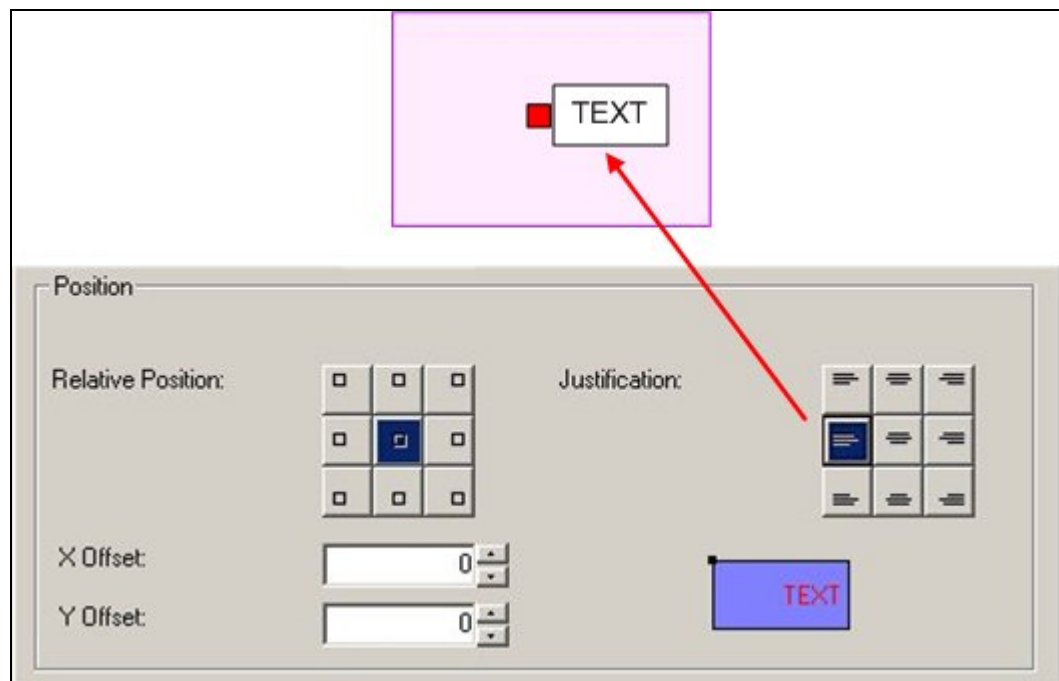 TEXT
Position
Relative Position:
Justification:
X Offset:
0
Y Offset:
0
TEXT